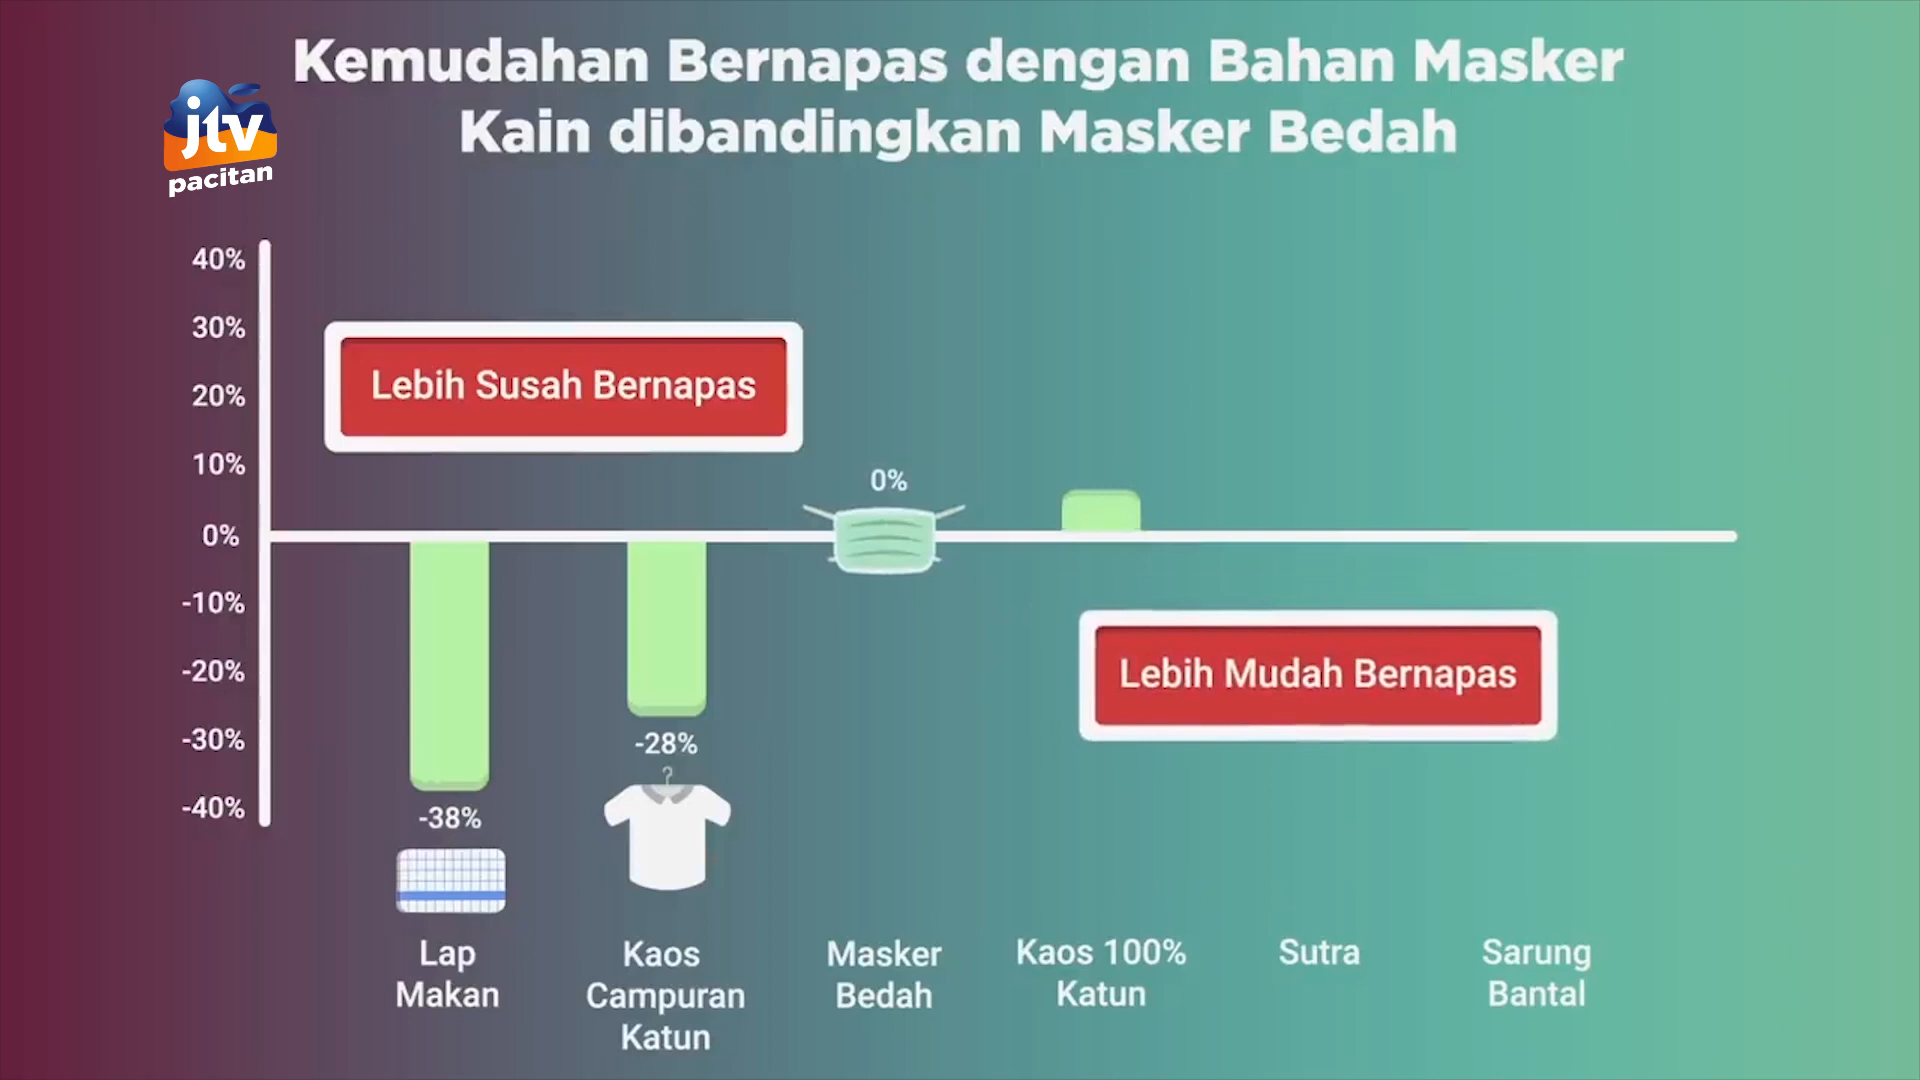 Kemudahan Bernapas dengan Bahan Masker
Kain dibandingkan Masker Bedah
jtv
pacitan
40%
30%
20%
10%
0%
-10%
-20%
-30%
-40%
Lebih Susah Bernapas
0%
Lebih Mudah Bernapas
-38%
-28%
Lap
Makan
Kaos
Campuran
Katun
Masker
Bedah
Kaos 100%
Katun
Sutra
Sarung
Bantal